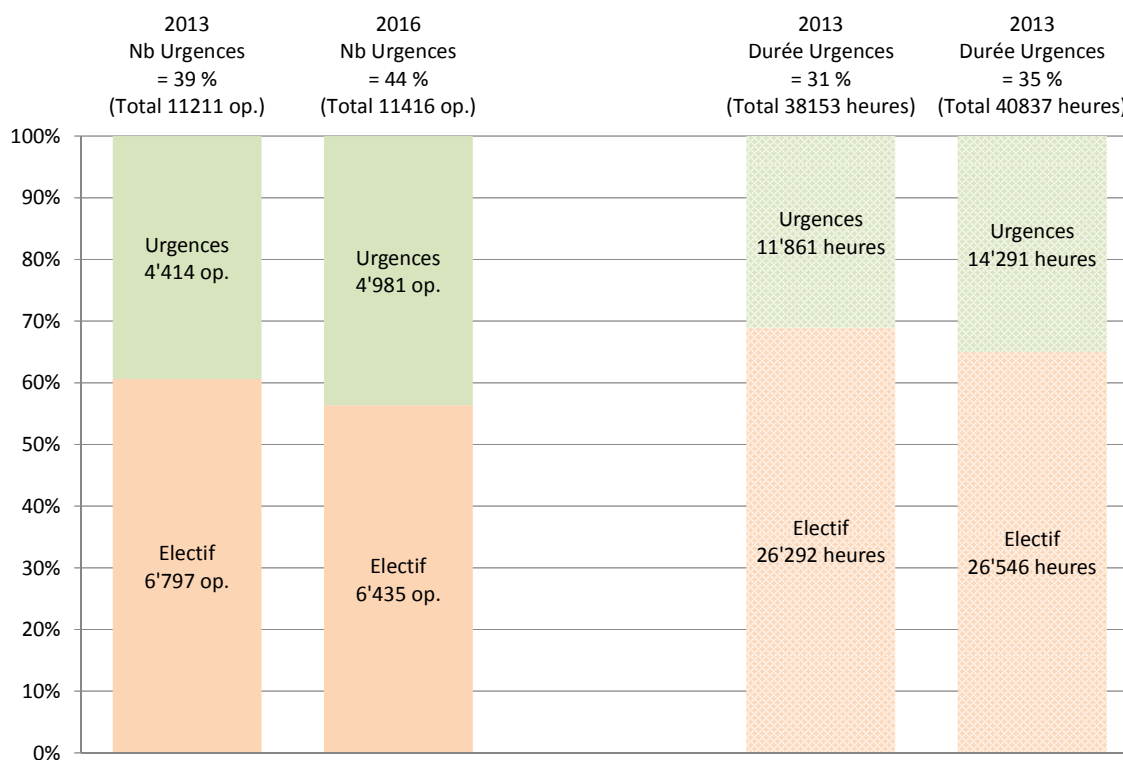 2013
Nb Urgences
= 39 %
(Total 11211 op.)
2016
Nb Urgences
= 44 %
(Total 11416 op.)
2013
Durée Urgences
= 31 %
(Total 38153 heures)
2013
Durée Urgences
= 35 %
(Total 40837 heures)
100%
90%
80%
70%
60%
50%
40%
30%
20%
10%
0%
Urgences
4'414 op.
Electif
6'797 op.
Urgences
4'981 op.
Electif
6'435 op.
Urgences
11'861 heures
Electif
26'292 heures
Urgences
14'291 heures
Electif
26'546 heures